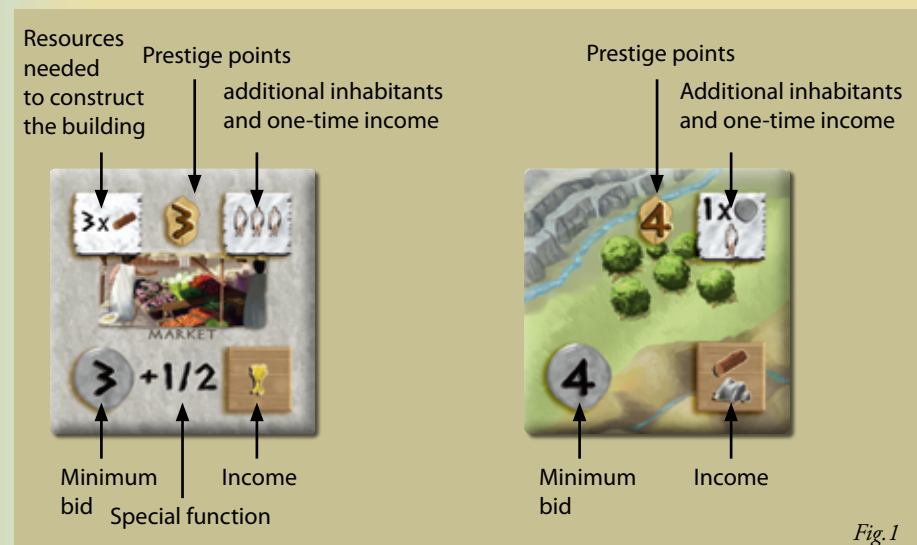 Resources
needed
to construct
the building
Prestige points
additional inhabitants
and one-time income
3x
3
MARKET
3
+1/2
Minimum
bid
Special function
Income
Prestige points
Additional inhabitants
and one-time income
4
1x
4
Minimum
bid
Income
Fig.1